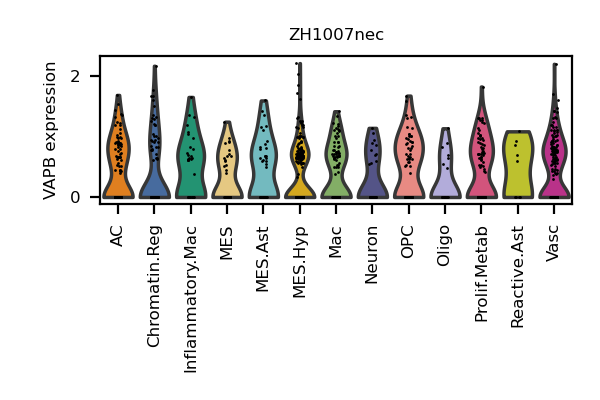 ZH1007nec
VAPB expression
2
0
AC
Chromatin.Reg
Inflammatory.Mac
MES
MES.Ast
MES.Hyp
Mac
Neuron
OPC
Oligo
Prolif.Metab
Reactive.Ast
Vasc